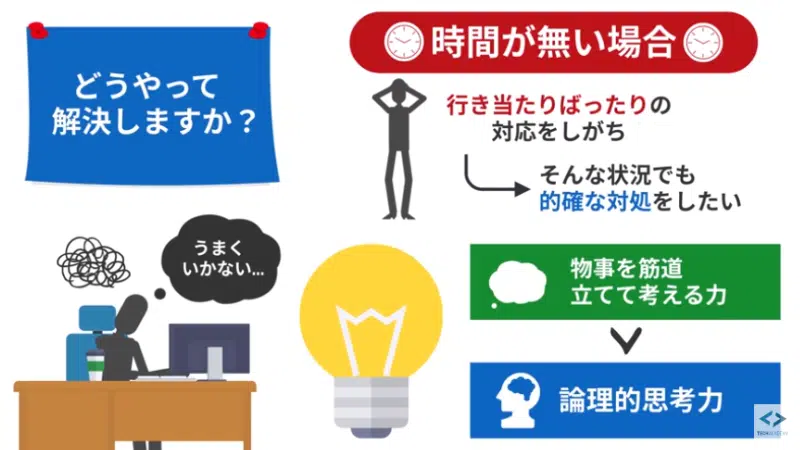 どうやって
解決しますか？
時間が無い場合
行き当たりばったりの
対応をしがち
そんな状況でも
的確な対処をしたい
うまく
いかない...
物事を筋道
立てて考える力
論理的思考力